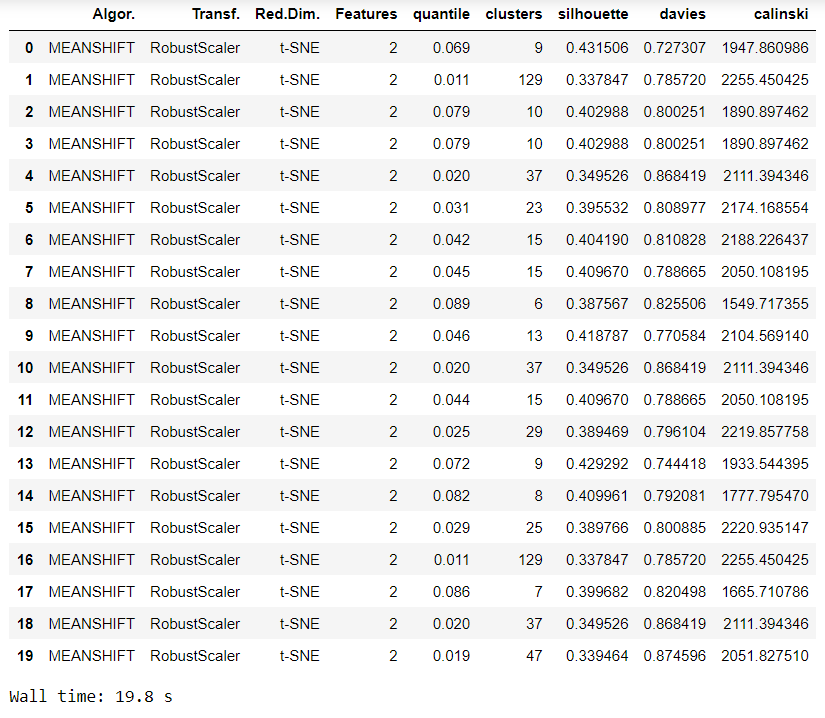 Algor. Transf. Red.Dim. Features quantile clusters silhouette davies calinski
0 MEANSHIFT RobustScaler t-SNE 2 0.069 9 0.431506 0.727307 1947.860986
1 MEANSHIFT RobustScaler t-SNE 2 0.011 129 0.337847 0.785720 2255.450425
2 MEANSHIFT RobustScaler t-SNE 2 0.079 10 0.402988 0.800251 1890.897462
3 MEANSHIFT RobustScaler t-SNE 2 0.079 10 0.402988 0.800251 1890.897462
4 MEANSHIFT RobustScaler t-SNE 2 0.020 37 0.349526 0.868419 2111.394346
5 MEANSHIFT RobustScaler t-SNE 2 0.031 23 0.395532 0.808977 2174.168554
6 MEANSHIFT RobustScaler t-SNE 2 0.042 15 0.404190 0.810828 2188.226437
7 MEANSHIFT RobustScaler t-SNE 2 0.045 15 0.409670 0.788665 2050.108195
8 MEANSHIFT RobustScaler t-SNE 2 0.089 6 0.387567 0.825506 1549.717355
9 MEANSHIFT RobustScaler t-SNE 2 0.046 13 0.418787 0.770584 2104.569140
10 MEANSHIFT RobustScaler t-SNE 2 0.020 37 0.349526 0.868419 2111.394346
11 MEANSHIFT RobustScaler t-SNE 2 0.044 15 0.409670 0.788665 2050.108195
12 MEANSHIFT RobustScaler t-SNE 2 0.025 29 0.389469 0.796104 2219.857758
13 MEANSHIFT RobustScaler t-SNE 2 0.072 9 0.429292 0.744418 1933.544395
14 MEANSHIFT RobustScaler t-SNE 2 0.082 8 0.409961 0.792081 1777.795470
15 MEANSHIFT RobustScaler t-SNE 2 0.029 25 0.389766 0.800885 2220.935147
16 MEANSHIFT RobustScaler t-SNE 2 0.011 129 0.337847 0.785720 2255.450425
17 MEANSHIFT RobustScaler t-SNE 2 0.086 7 0.399682 0.820498 1665.710786
18 MEANSHIFT RobustScaler t-SNE 2 0.020 37 0.349526 0.868419 2111.394346
19 MEANSHIFT RobustScaler t-SNE 2 0.019 47 0.339464 0.874596 2051.827510
Wall time: 19.8 s